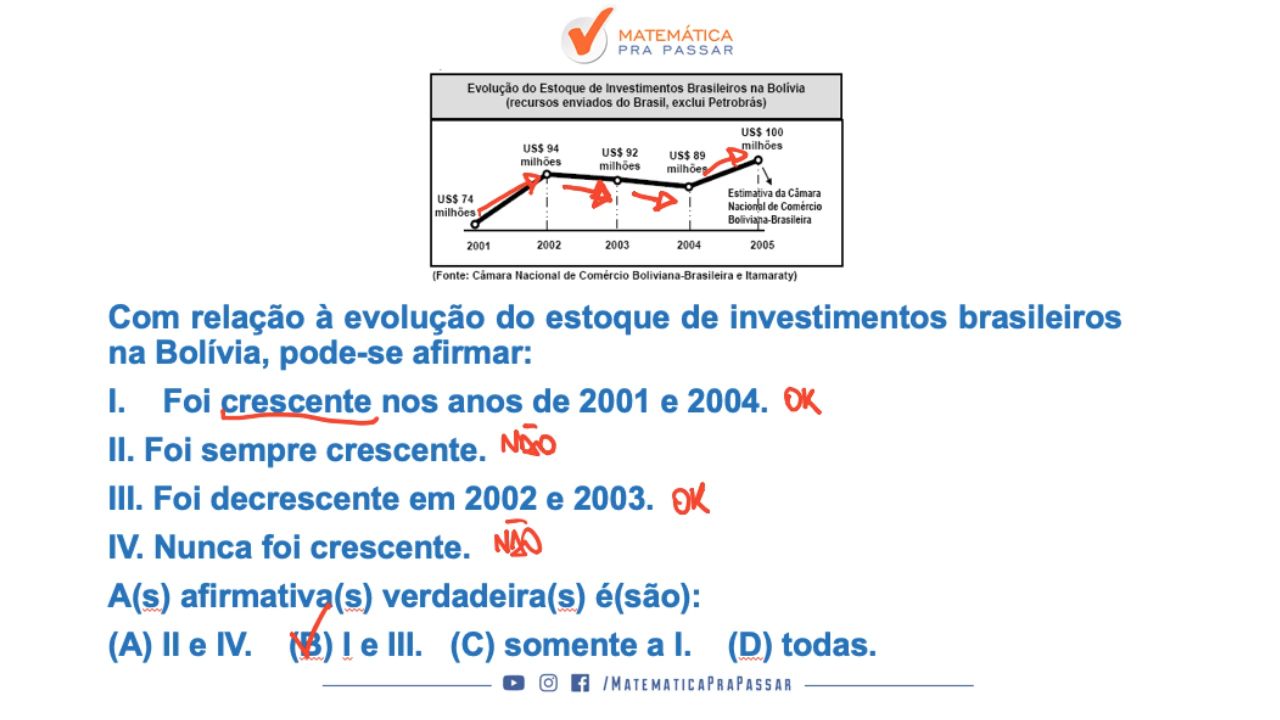 MATEMÁTICA
PRA PASSAR
Evolução do Estoque de Investimentos Brasileiros na Bolívia
(recursos enviados do Brasil, exclui Petrobrás)
US$ 74
milhões
US$ 94
milhões
US$ 92
milhões
US$ 89
milhões
US$ 100
milhões
Estimativa da Câmara
Nacional de Comércio
Boliviana-Brasileira
2001 2002 2003 2004 2005
(Fonte: Câmara Nacional de Comércio Boliviana-Brasileira e Itamaraty)
Com relação à evolução do estoque de investimentos brasileiros
na Bolívia, pode-se afirmar:
I. Foi crescente nos anos de 2001 e 2004. OK
II. Foi sempre crescente. NÃO
III. Foi decrescente em 2002 e 2003. OK
IV. Nunca foi crescente. NÃO
A(s) afirmativa(s) verdadeira(s) é(são):
(A) II e IV. (B) I e III. (C) somente a I. (D) todas.
/MATEMATICAPRAPASSAR